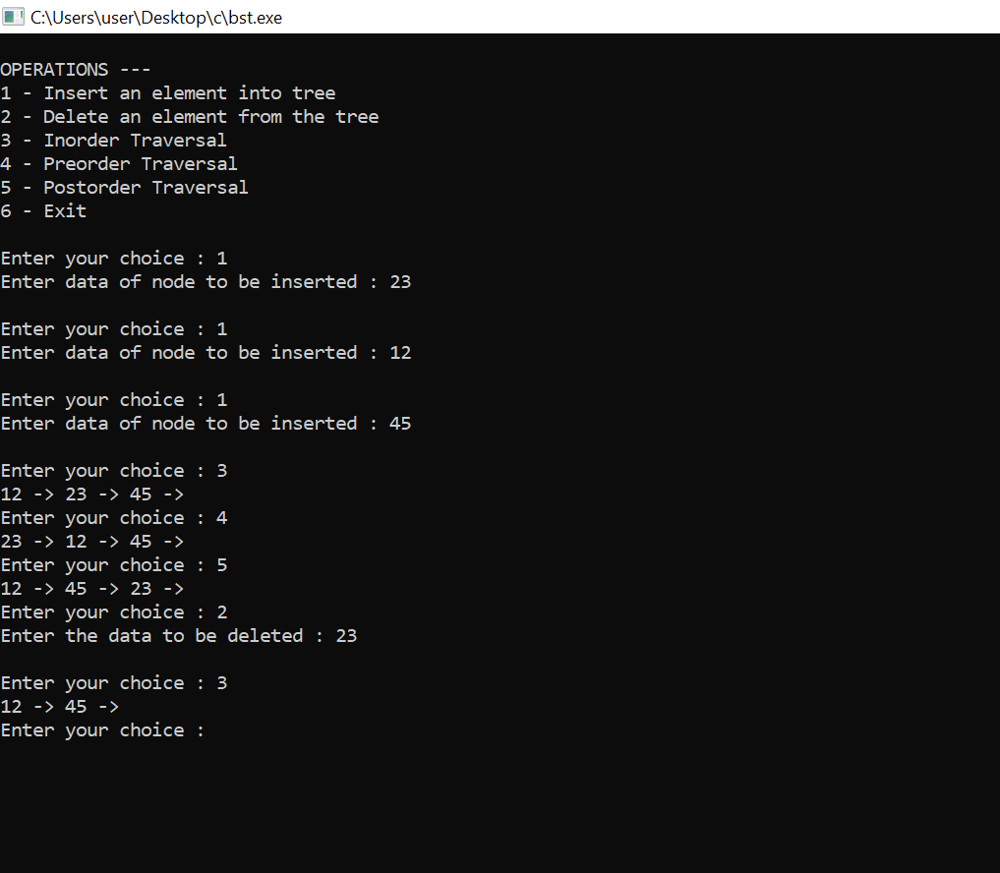 C:\Users\user\Desktop\c\bst.exe
OPERATIONS ---
1 - Insert an element into tree
2 - Delete an element from the tree
3 - Inorder Traversal
4 - Preorder Traversal
5 - Postorder Traversal
6 - Exit
Enter your choice : 1
Enter data of node to be inserted : 23
Enter your choice : 1
Enter data of node to be inserted : 12
Enter your choice : 1
Enter data of node to be inserted : 45
Enter your choice : 3
12 -> 23 -> 45 ->
Enter your choice : 4
23 -> 12 -> 45 ->
Enter your choice : 5
12 -> 45 -> 23 ->
Enter your choice : 2
Enter the data to be deleted : 23
Enter your choice : 3
12 -> 45 ->
Enter your choice :